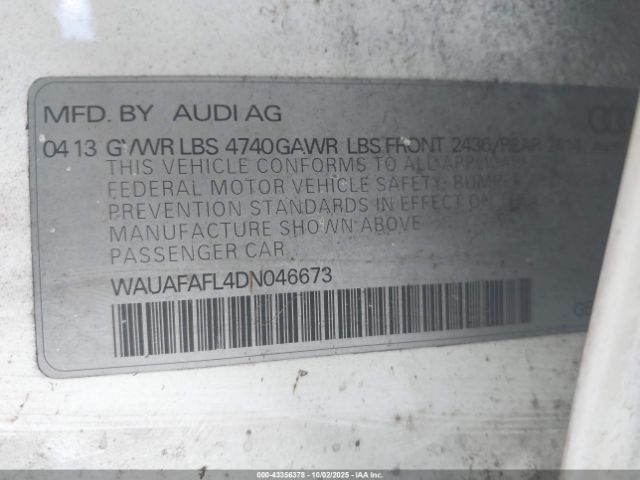 MFD. BY AUDI AG
04 13 GVWR LBS 4740 GAWR LBS FRONT 2436/REAR
THIS VEHICLE CONFORMS TO ALL
FEDERAL MOTOR VEHICLE SAFETY.
PREVENTION STANDARDS IN EFFECT ON
MANUFACTURE SHOWN ABOVE
PASSENGER CAR.
WAUAFAFL4DN046673
000-43356378 - 10/02/2025 - IAA Inc.